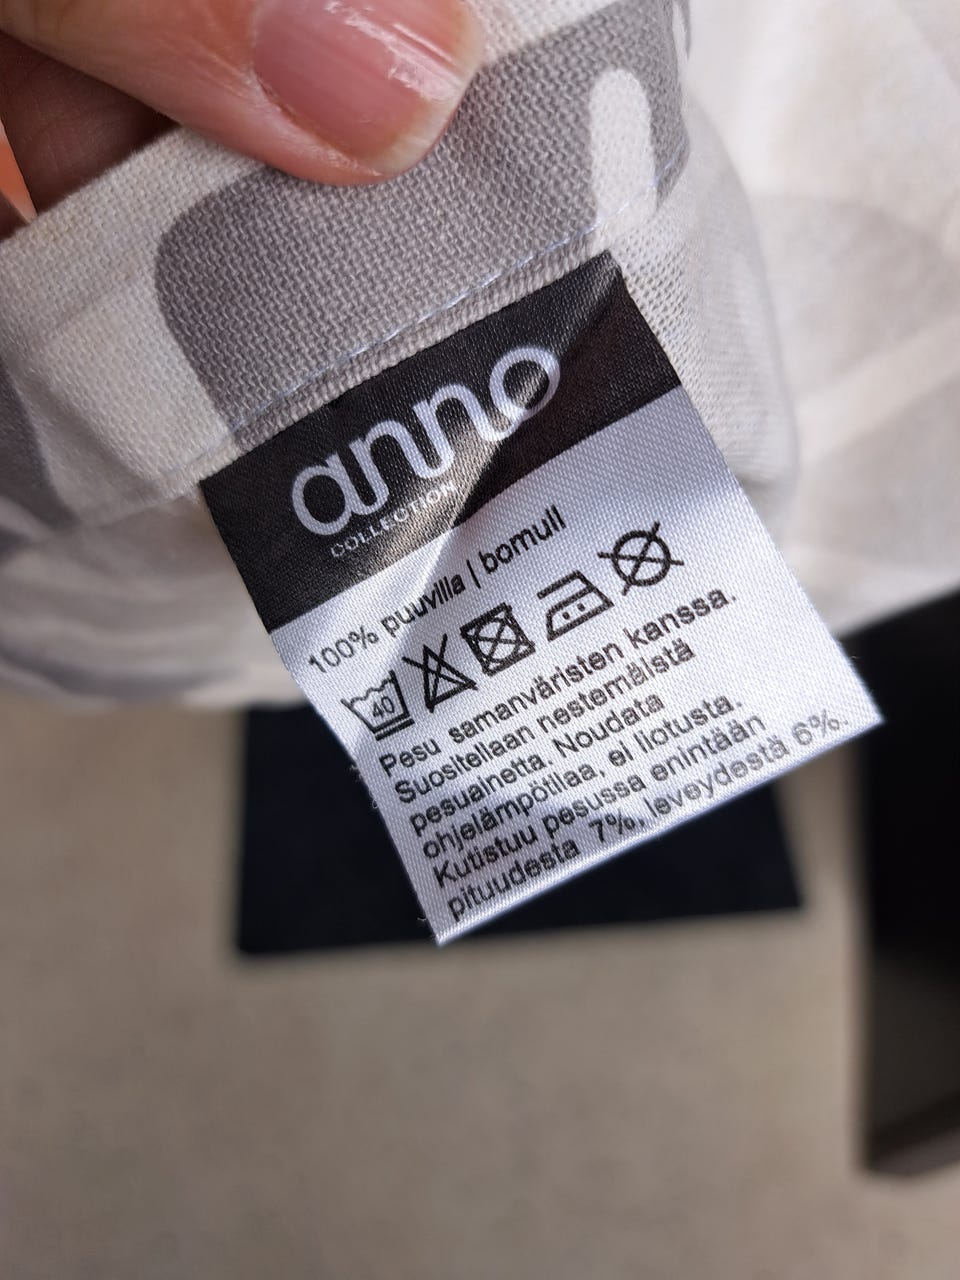 anno
COLLECTION
100% puuvilla | bomull
40
Pesu samanväristen kanssa.
Suositellaan nestemäistä
pesuainetta. Noudata
ohjelämpötilaa, ei liotusta.
Kutistuu pesussa enintään
pituudesta 7%, leveydestä 6%.